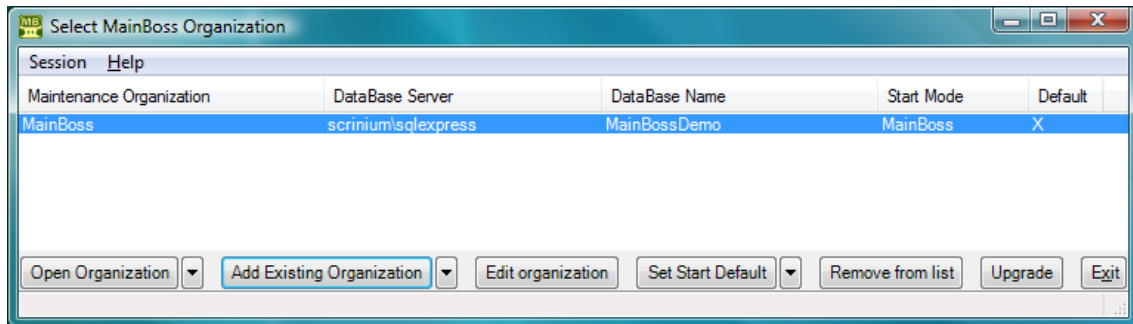 MB
Select MainBoss Organization
Session Help
Maintenance Organization DataBase Server DataBase Name Start Mode Default
MainBoss scrinium\sqlexpress MainBossDemo MainBoss X
Open Organization Add Existing Organization Edit organization Set Start Default Remove from list Upgrade Exit